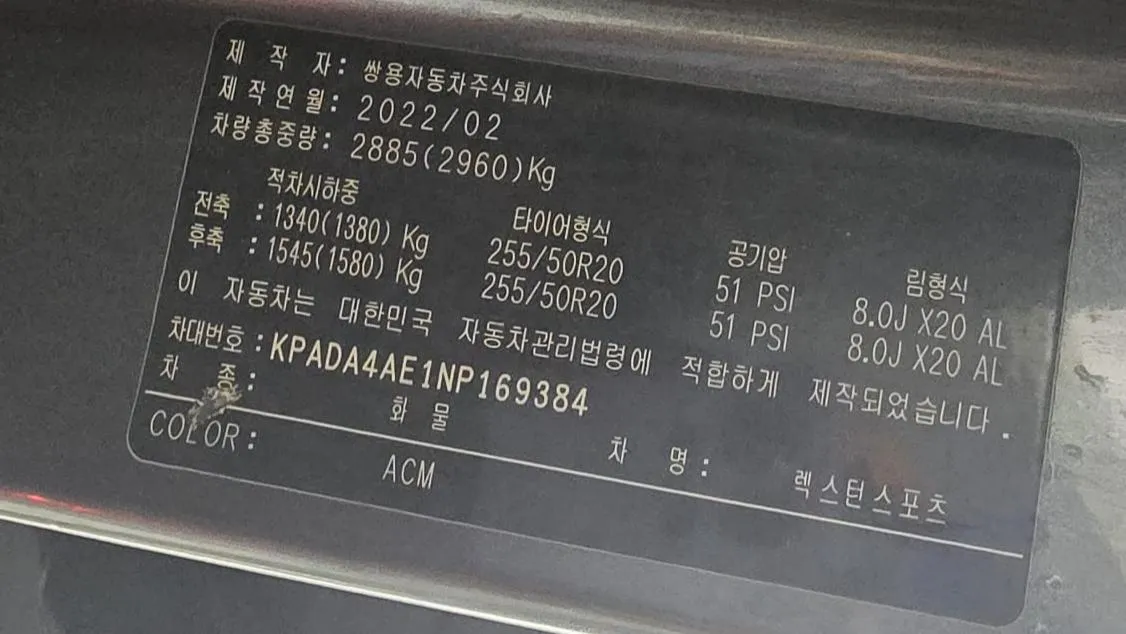 제 작 자 : 쌍용자동차주식회사
제작연월 : 2022/02
차량총중량 : 2885(2960)Kg
적차시하중 타이어형식 공기압 림형식
전축 : 1340(1380) Kg 255/50R20 51 PSI 8.0J X20 AL
후축 : 1545(1580) Kg 255/50R20 51 PSI 8.0J X20 AL
이 자동차는 대한민국 자동차관리법령에 적합하게 제작되었습니다.
차대번호 : KPADA4AE1NP169384
차 종 : 화 물 차 명 : 렉스턴스포츠
COLOR : ACM